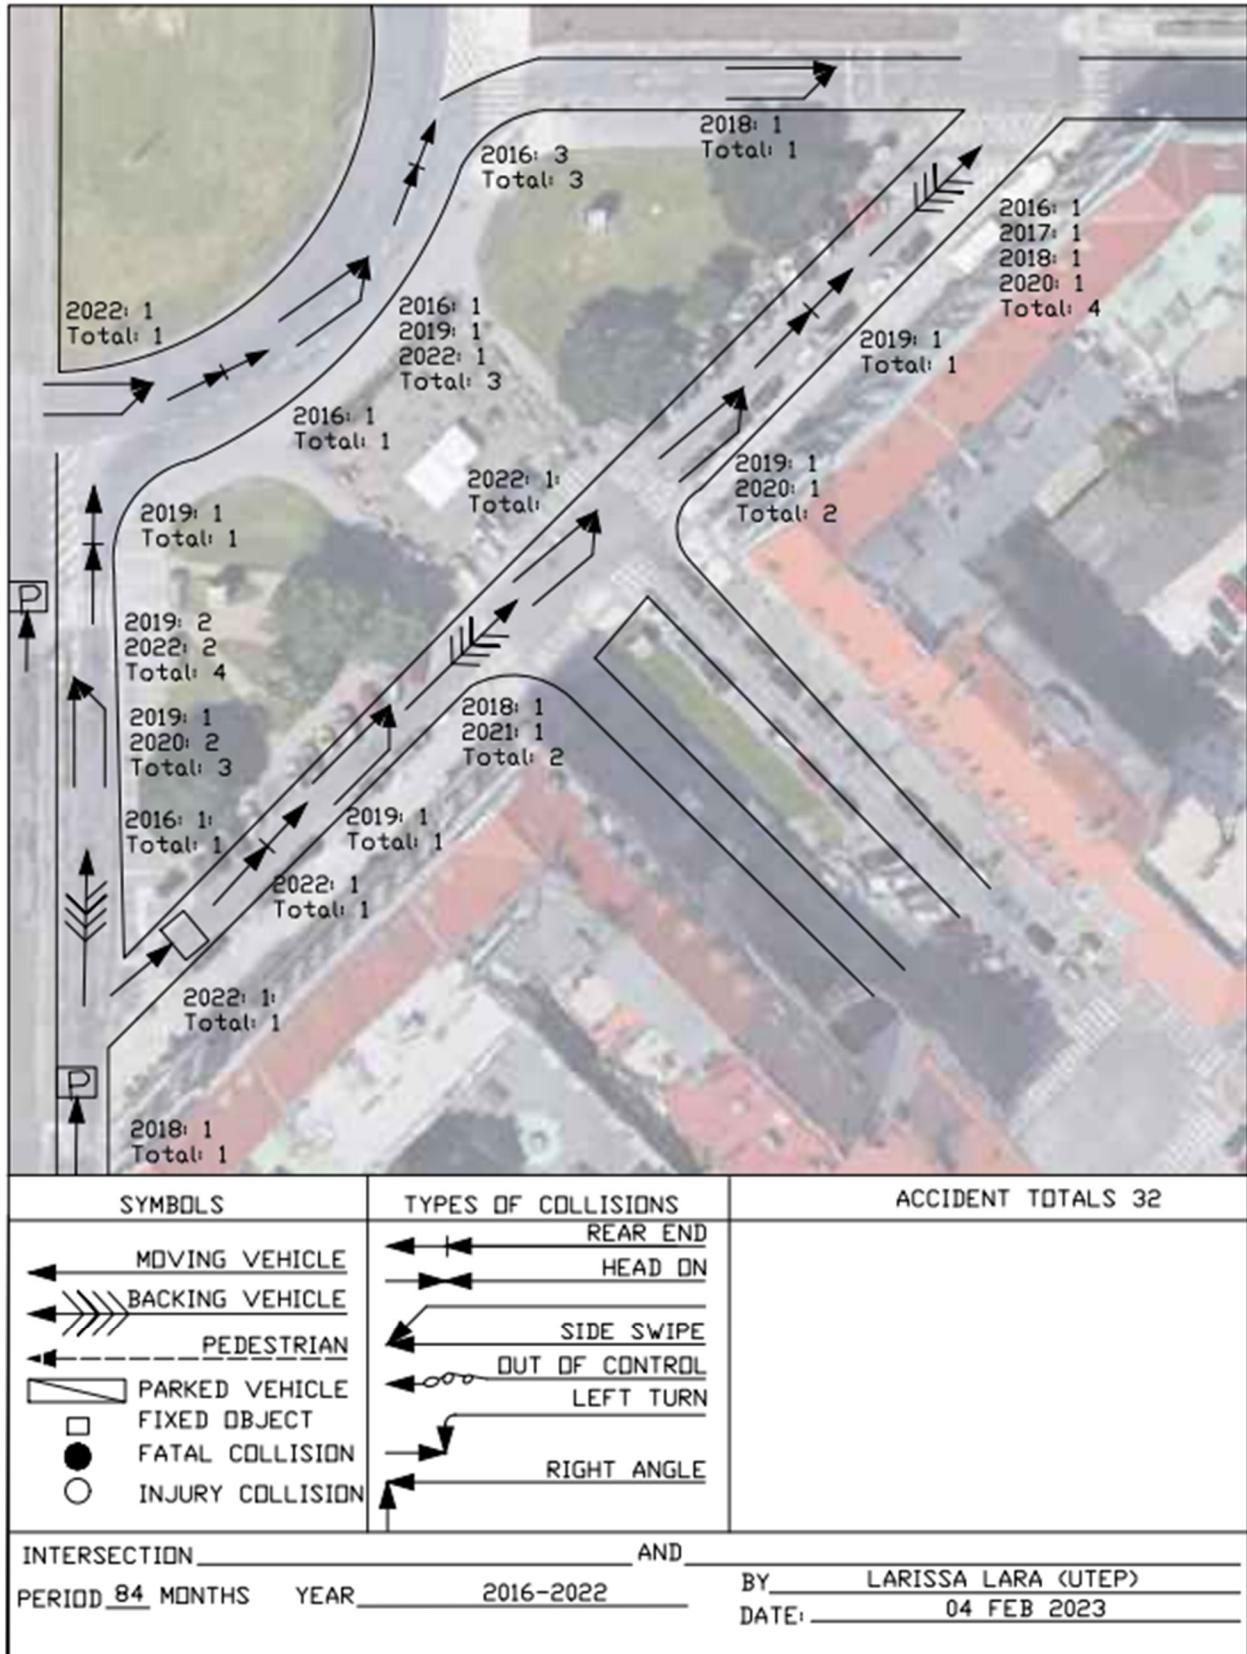 2018: 1
Total: 1
2016: 3
Total: 3
2016: 1
2017: 1
2018: 1
2020: 1
Total: 4
2022: 1
Total: 1
2016: 1
2019: 1
2022: 1
Total: 3
2019: 1
Total: 1
2016: 1
Total: 1
2022: 1:
Total:
2019: 1
2020: 1
Total: 2
2019: 1
Total: 1
P
2019: 2
2022: 2
Total: 4
2019: 1
2020: 2
Total: 3
2018: 1
2021: 1
Total: 2
2016: 1:
Total: 1
2019: 1
Total: 1
2022: 1
Total: 1
2022: 1:
Total: 1
P
2018: 1
Total: 1
SYMBOLS
MOVING VEHICLE
BACKING VEHICLE
PEDESTRIAN
PARKED VEHICLE
FIXED OBJECT
FATAL COLLISION
INJURY COLLISION
TYPES OF COLLISIONS
REAR END
HEAD ON
SIDE SWIPE
OUT OF CONTROL
LEFT TURN
RIGHT ANGLE
ACCIDENT TOTALS 32
INTERSECTION AND
PERIOD 84 MONTHS YEAR 2016-2022
BY LARISSA LARA (UTEP)
DATE: 04 FEB 2023